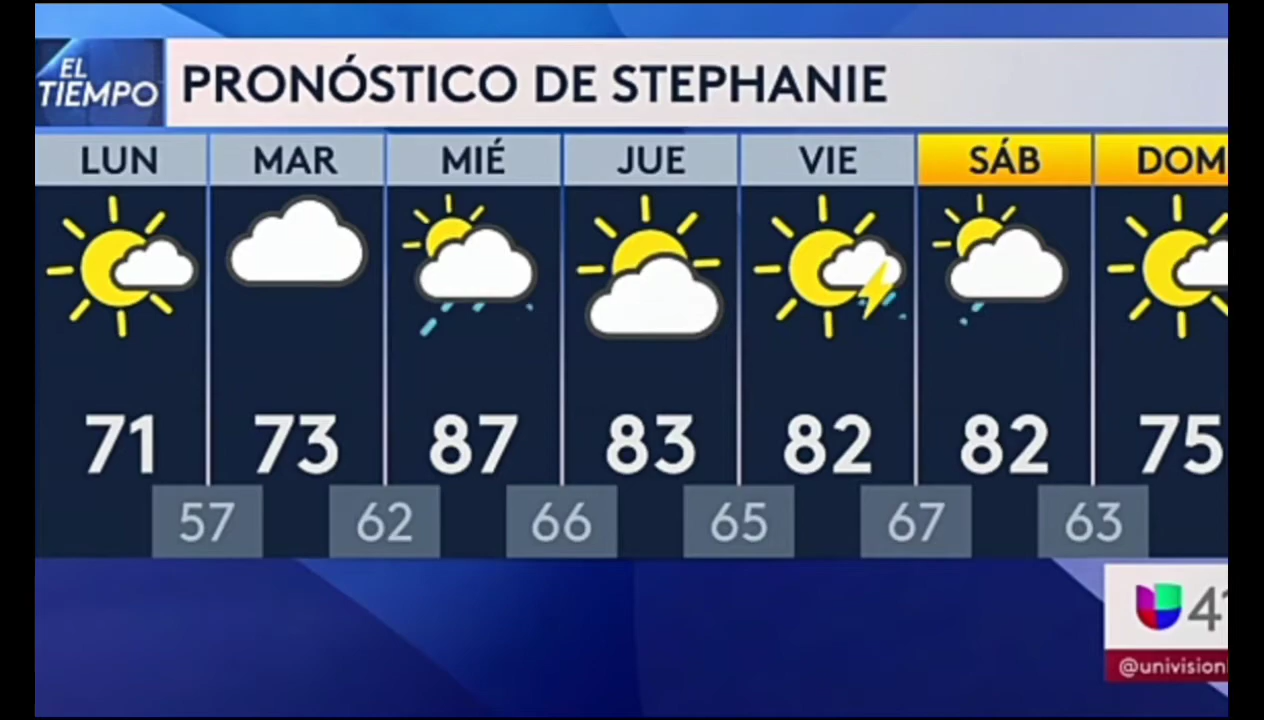 EL
TIEMPO
PRONÓSTICO DE STEPHANIE
LUN MAR MIÉ JUE VIE SÁB DOM
71 73 87 83 82 82 75
57 62 66 65 67 63
41
@univision